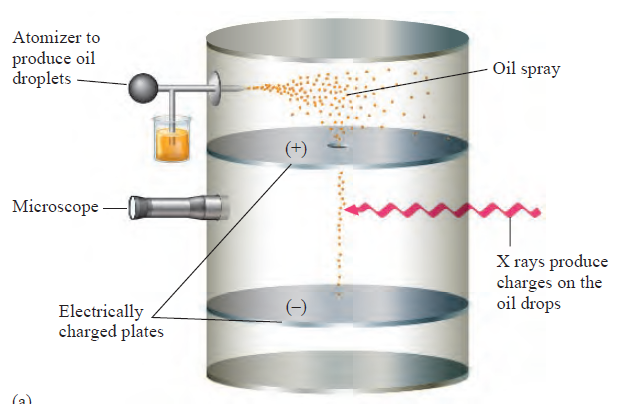 Atomizer to
produce oil
droplets
Oil spray
(+)
Microscope
X rays produce
charges on the
oil drops
(−)
Electrically
charged plates
(a)